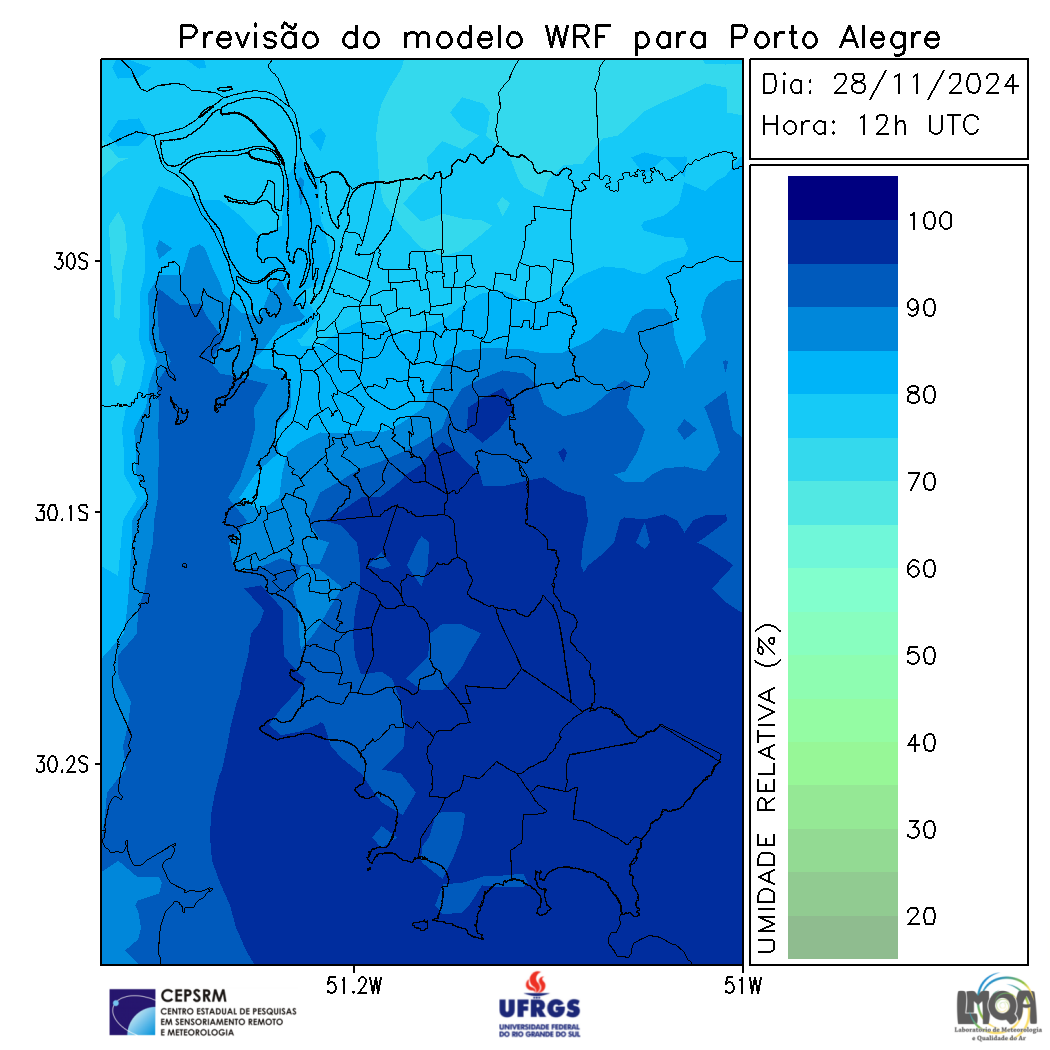 Previsão do modelo WRF para Porto Alegre
Dia: 28/11/2024
Hora: 12h UTC
30S
30.1S
30.2S
51.2W
51W
UMIDADE RELATIVA (%)
100
90
80
70
60
50
40
30
20
CEPSRM
CENTRO ESTADUAL DE PESQUISAS
EM SENSORIAMENTO REMOTO
E METEOROLOGIA
UFRGS
UNIVERSIDADE FEDERAL
DO RIO GRANDE DO SUL
LMQA
Laboratório de Meteorologia
e Qualidade do Ar